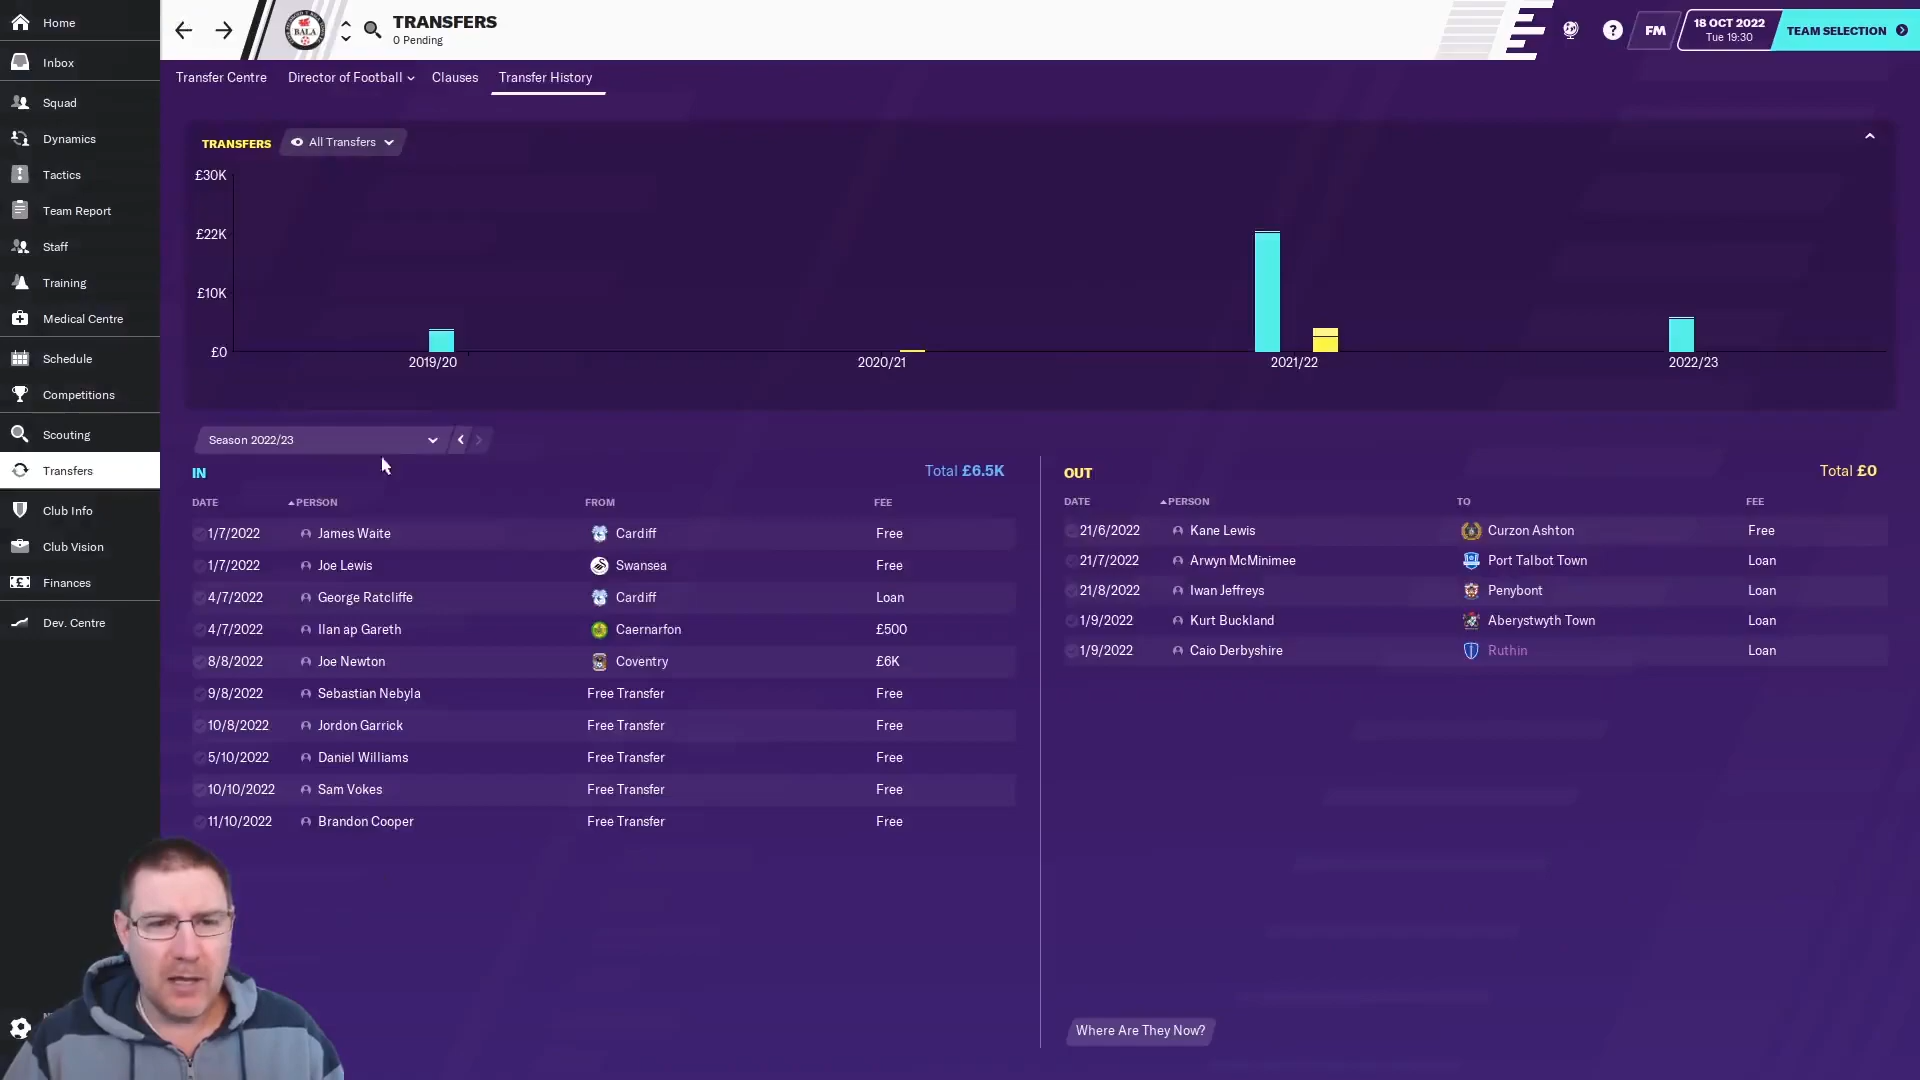 Home
Inbox
Squad
Dynamics
Tactics
Team Report
Staff
Training
Medical Centre
Schedule
Competitions
Scouting
Transfers
Club Info
Club Vision
Finances
Dev. Centre
BALA
TRANSFERS
0 Pending
FM
18 OCT 2022
Tue 19:30
TEAM SELECTION
Transfer Centre
Director of Football
Clauses
Transfer History
TRANSFERS
All Transfers
£30K
£22K
£10K
£0
2019/20
2020/21
2021/22
2022/23
Season 2022/23
IN
Total £6.5K
DATE PERSON FROM FEE
1/7/2022 James Waite Cardiff Free
1/7/2022 Joe Lewis Swansea Free
4/7/2022 George Ratcliffe Cardiff Loan
4/7/2022 Ilan ap Gareth Caernarfon £500
8/8/2022 Joe Newton Coventry £6K
9/8/2022 Sebastian Nebyla Free Transfer Free
10/8/2022 Jordon Garrick Free Transfer Free
5/10/2022 Daniel Williams Free Transfer Free
10/10/2022 Sam Vokes Free Transfer Free
11/10/2022 Brandon Cooper Free Transfer Free
OUT
Total £0
DATE PERSON TO FEE
21/6/2022 Kane Lewis Curzon Ashton Free
21/7/2022 Arwyn McMinimee Port Talbot Town Loan
21/8/2022 Iwan Jeffreys Penybont Loan
1/9/2022 Kurt Buckland Aberystwyth Town Loan
1/9/2022 Caio Derbyshire Ruthin Loan
Where Are They Now?